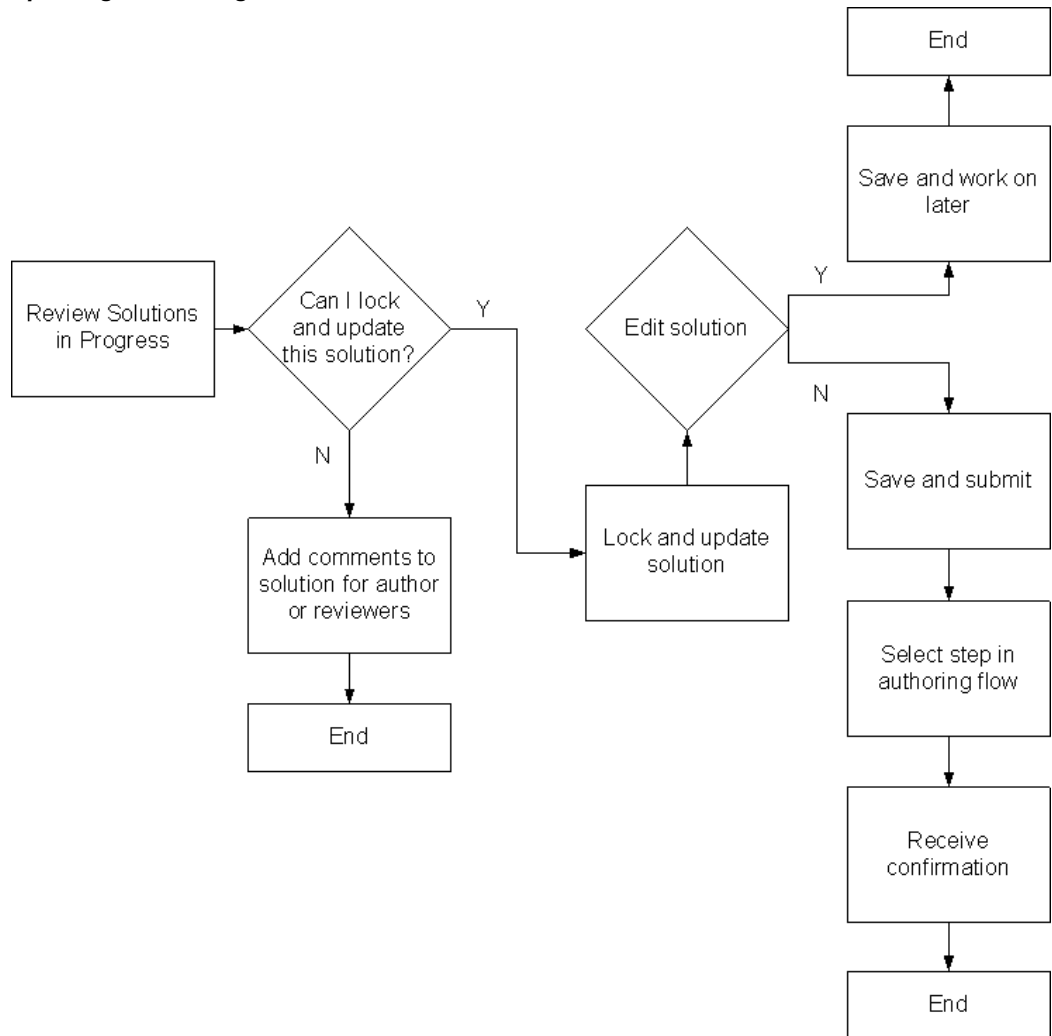 End
Save and work on
later
Review Solutions
in Progress
Can I lock
and update
this solution?
Y
Edit solution
Y
N
N
Save and submit
Add comments to
solution for author
or reviewers
Lock and update
solution
Select step in
authoring flow
End
Receive
confirmation
End